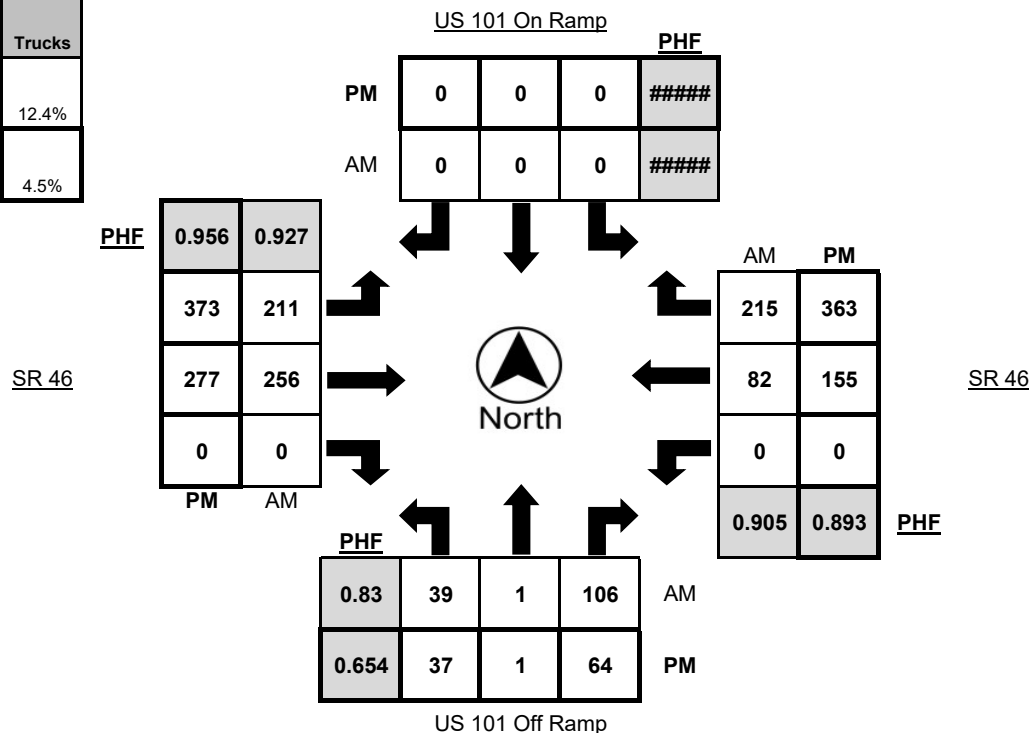 US 101 On Ramp
Trucks
PHF
PM 0 0 0 #####
12.4%
AM 0 0 0 #####
4.5%
PHF 0.956 0.927
AM PM
373 211
215 363
SR 46 277 256
82 155 SR 46
North
0 0
0 0
PM AM
0.905 0.893 PHF
PHF
0.83 39 1 106 AM
0.654 37 1 64 PM
US 101 Off Ramp